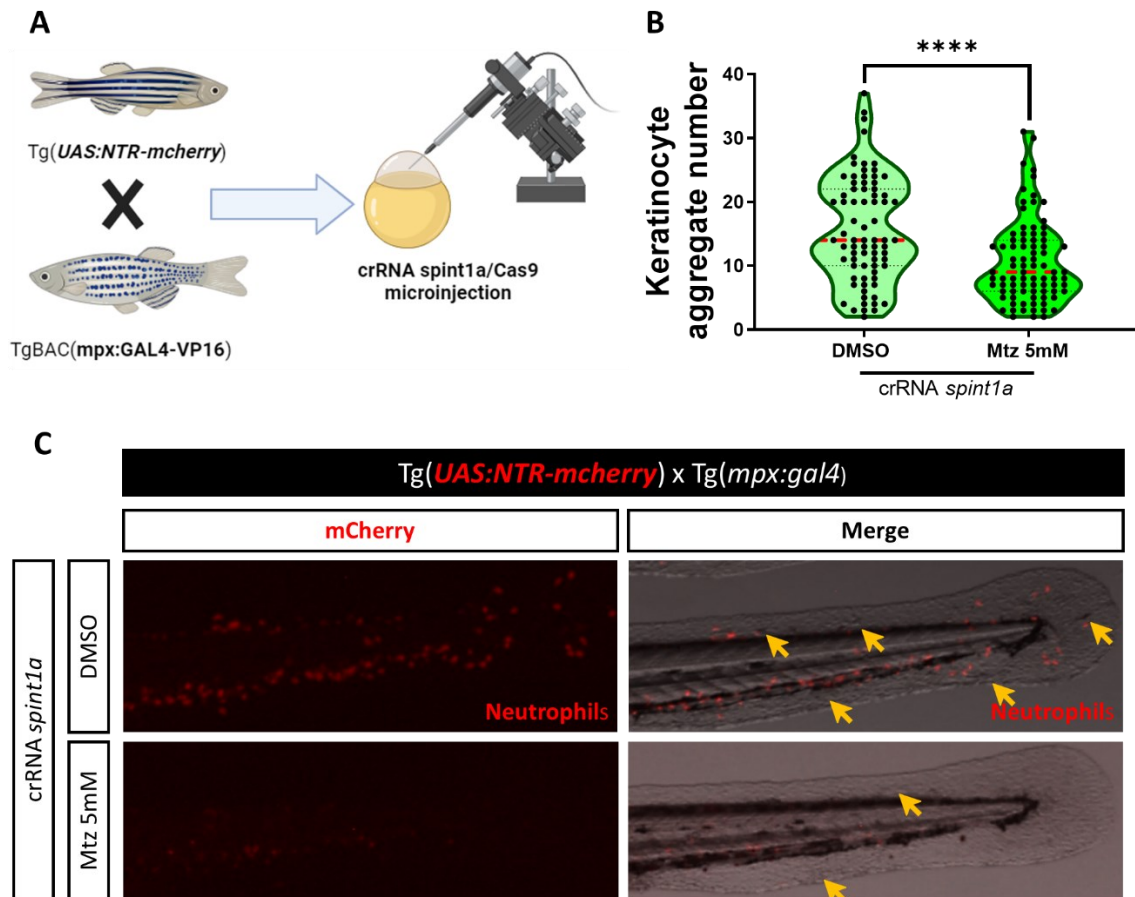 A
Tg(UAS:NTR-mcherry)
X
TgBAC(mpx:GAL4-VP16)
crRNA spint1a/Cas9
microinjection
B
****
Keratinocyte
aggregate number
40
30
20
10
0
DMSO
Mtz 5mM
crRNA spint1a
C
Tg(UAS:NTR-mcherry) x Tg(mpx:gal4)
mCherry
Merge
crRNA spint1a
DMSO
Neutrophils
Neutrophils
Mtz 5mM